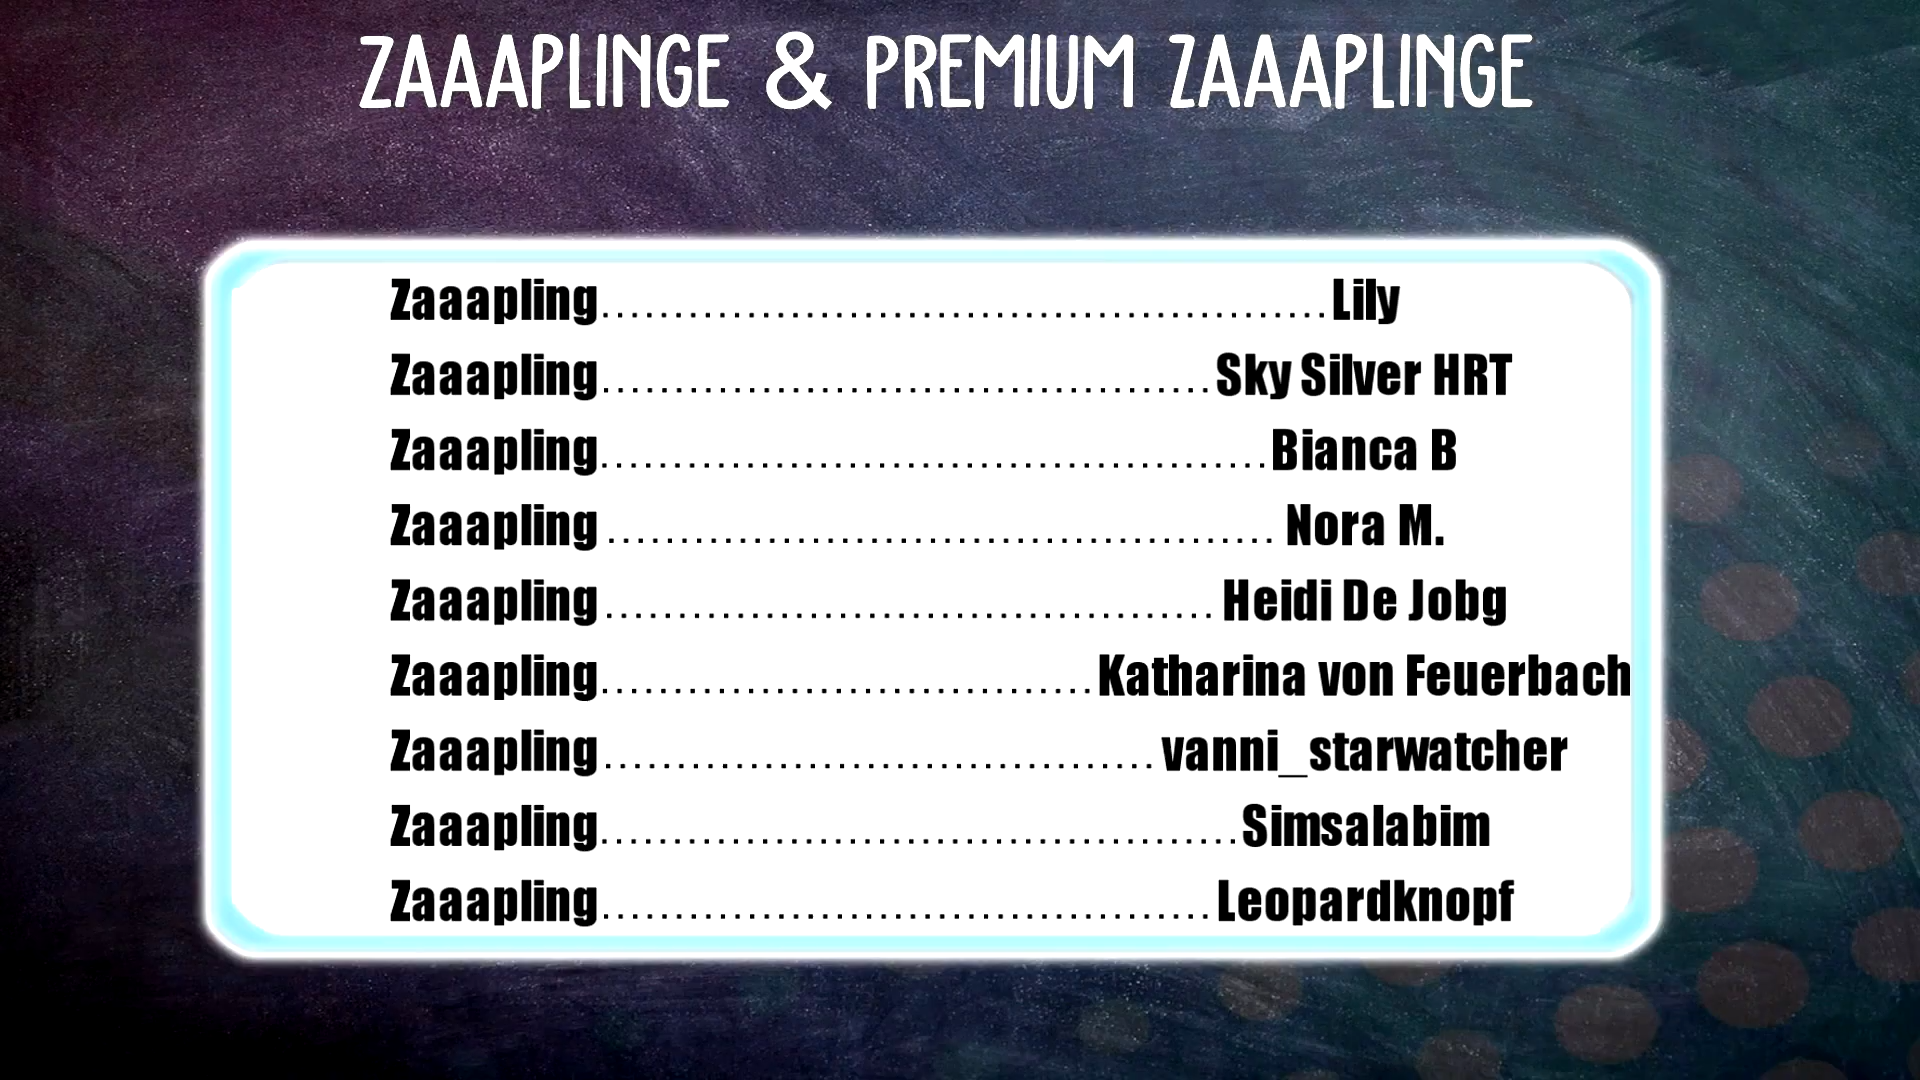 ZAAAPLINGE & PREMIUM ZAAAPLINGE
Zaaapling..................................................Lily
Zaaapling..........................................Sky Silver HRT
Zaaapling..............................................Bianca B
Zaaapling .............................................. Nora M.
Zaaapling .......................................... Heidi De Jobg
Zaaapling..................................Katharina von Feuerbach
Zaaapling ......................................vanni_starwatcher
Zaaapling............................................Simsalabim
Zaaapling..........................................Leopardknopf